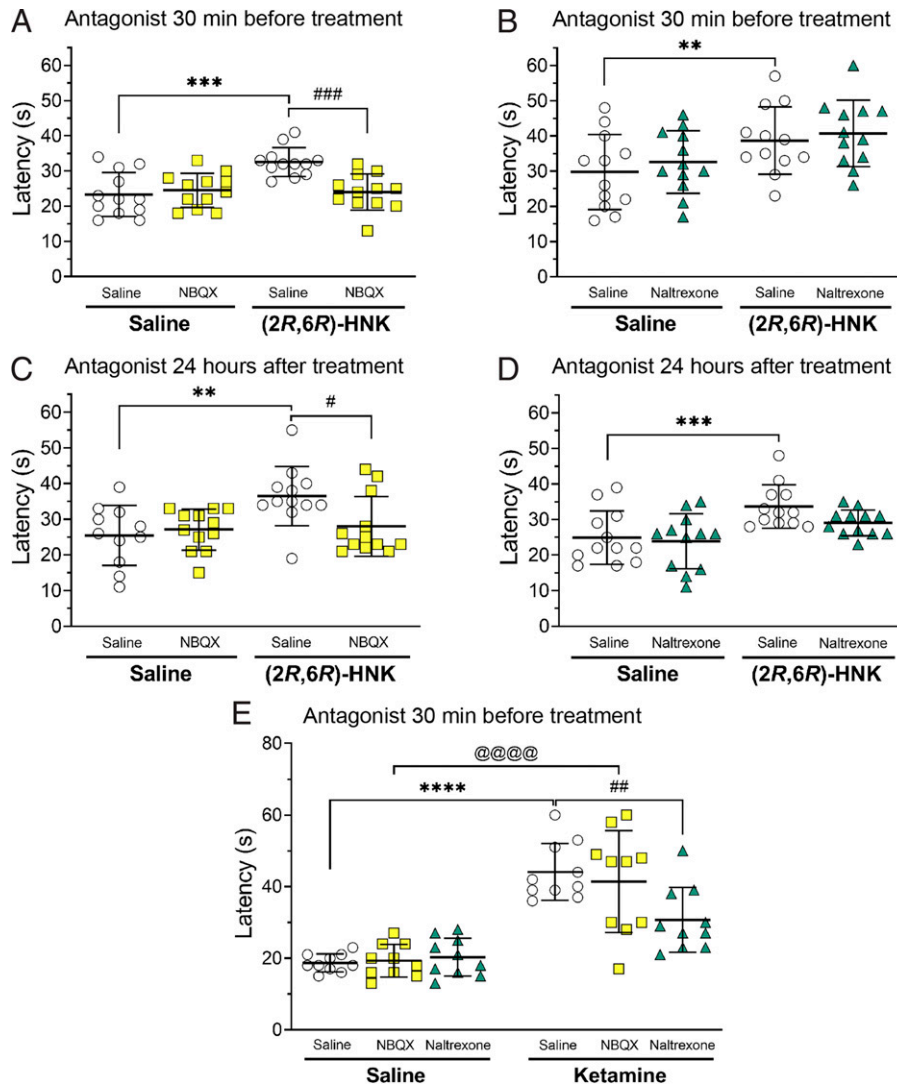 A Antagonist 30 min before treatment
Latency (s)
60
50
40
30
20
10
0
***
###
Saline NBQX Saline NBQX
Saline (2R,6R)-HNK
B Antagonist 30 min before treatment
Latency (s)
60
50
40
30
20
10
0
**
Saline Naltrexone Saline Naltrexone
Saline (2R,6R)-HNK
C Antagonist 24 hours after treatment
Latency (s)
60
50
40
30
20
10
0
**
#
Saline NBQX Saline NBQX
Saline (2R,6R)-HNK
D Antagonist 24 hours after treatment
Latency (s)
60
50
40
30
20
10
0
***
Saline Naltrexone Saline Naltrexone
Saline (2R,6R)-HNK
E Antagonist 30 min before treatment
Latency (s)
80
60
40
20
0
@@@@
****
##
Saline NBQX Naltrexone Saline NBQX Naltrexone
Saline Ketamine